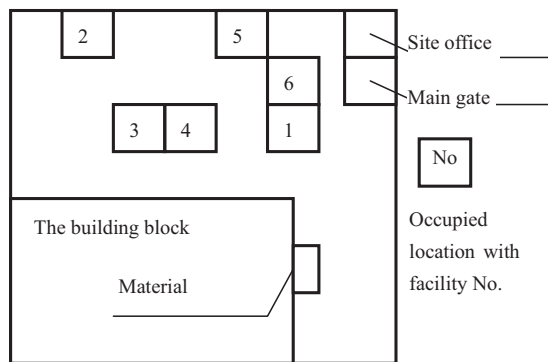 2
5
Site office
6
Main gate
3
4
1
No
Occupied
location with
facility No.
The building block
Material